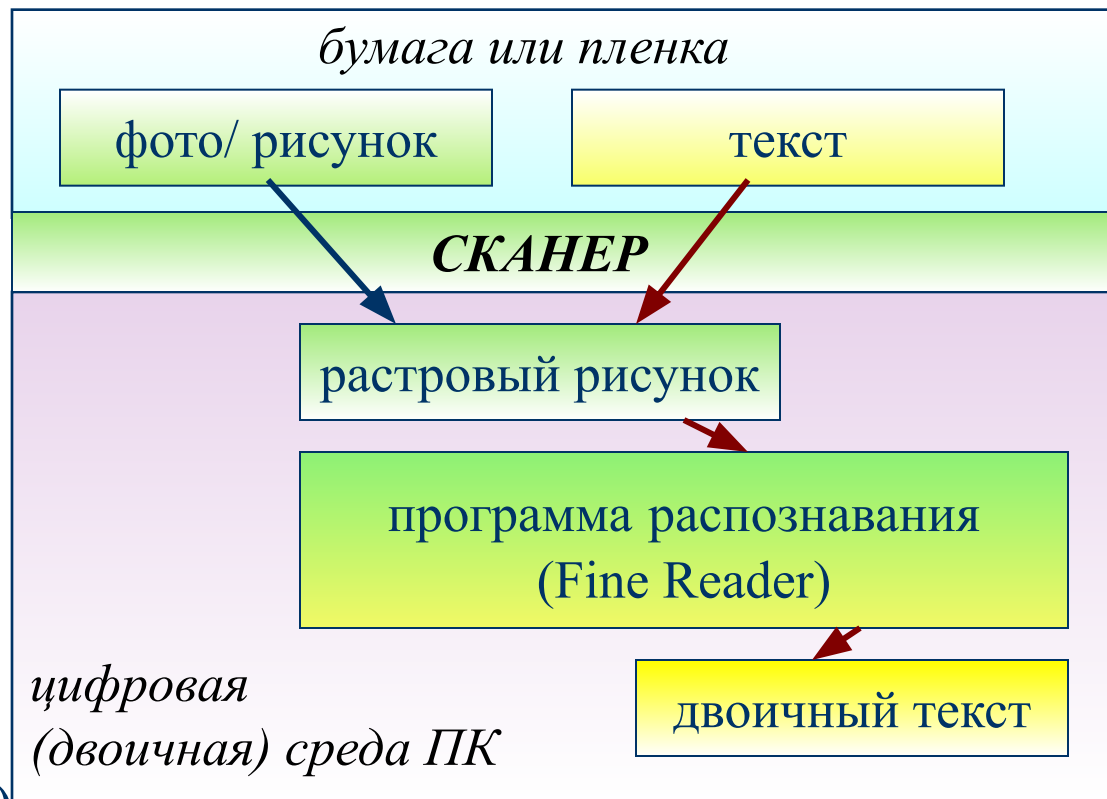 бумага или пленка
фото/ рисунок
текст
СКАНЕР
растровый рисунок
программа распознавания
(Fine Reader)
двоичный текст
цифровая
(двоичная) среда ПК
)